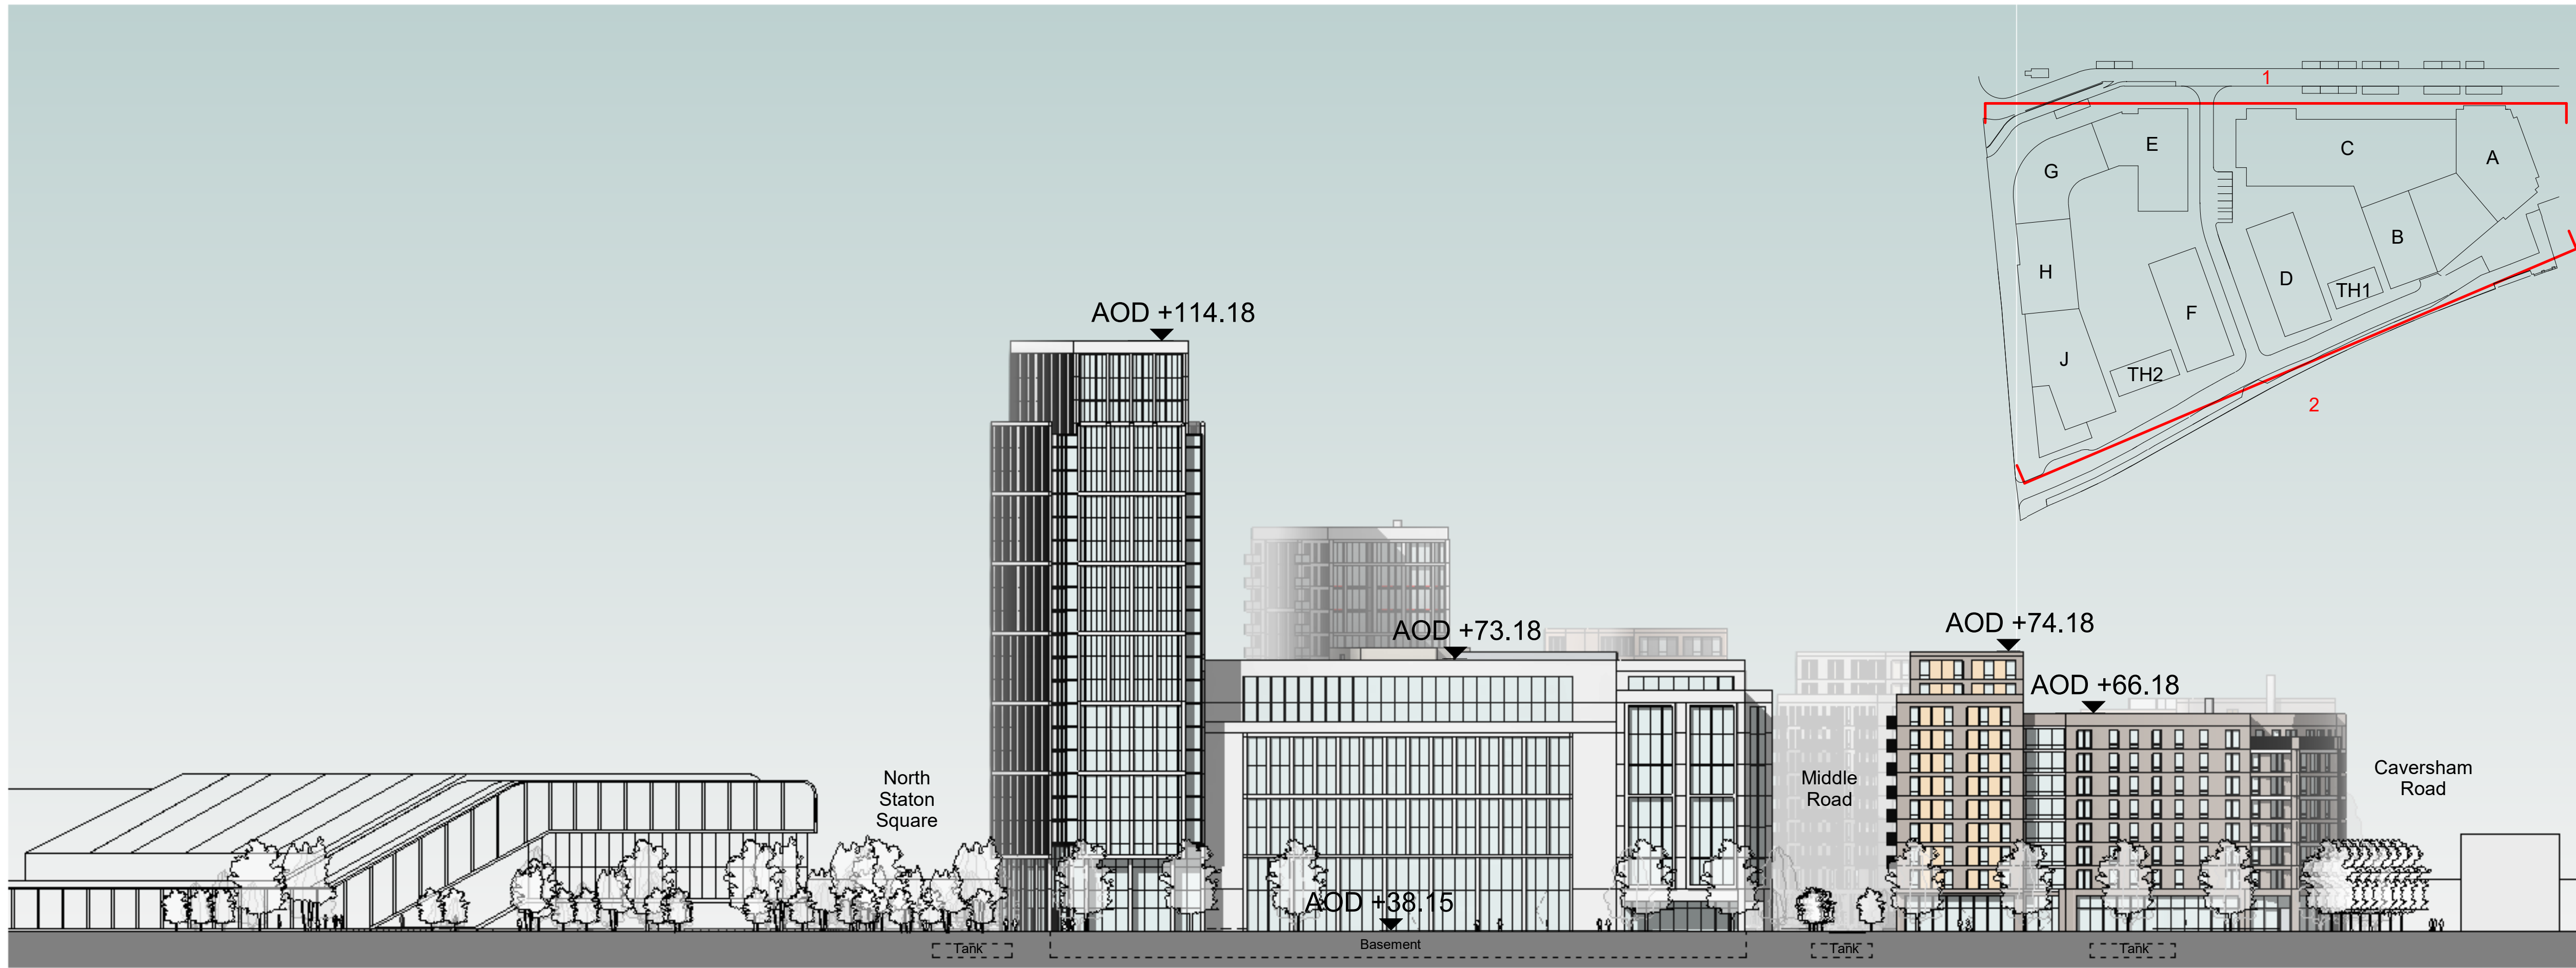 1
E
C
A
G
B
H
D
TH1
F
J
TH2
2
AOD +114.18
AOD +73.18
AOD +74.18
AOD +66.18
North
Staton
Square
Middle
Road
Caversham
Road
AOD +38.15
Tank
Basement
Tank
Tank